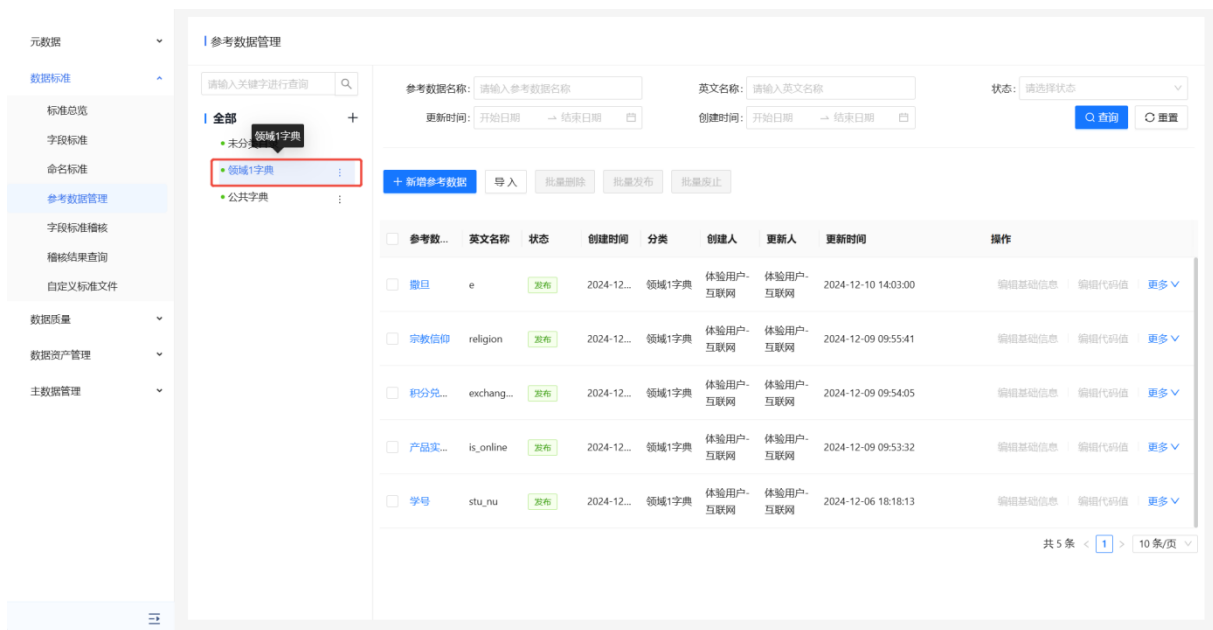 元数据
数据标准
标准总览
字段标准
命名标准
参考数据管理
字段标准稽核
稽核结果查询
自定义标准文件
数据质量
数据资产管理
主数据管理
参考数据管理
请输入关键字进行查询
全部
领域1字典
领域1字典
公共字典
参考数据名称: 请输入参考数据名称 英文名称: 请输入英文名称 状态: 请选择状态
更新时间: 开始日期 → 结束日期 创建时间: 开始日期 → 结束日期 查询 重置
+ 新增参考数据 导入 批量删除 批量发布 批量废止
参考数... 英文名称 状态 创建时间 分类 创建人 更新人 更新时间 操作
撒旦 e 发布 2024-12... 领域1字典 体验用户-互联网 体验用户-互联网 2024-12-10 14:03:00 编辑基础信息 编辑代码值 更多
宗教信仰 religion 发布 2024-12... 领域1字典 体验用户-互联网 体验用户-互联网 2024-12-09 09:55:41 编辑基础信息 编辑代码值 更多
积分兑... exchang... 发布 2024-12... 领域1字典 体验用户-互联网 体验用户-互联网 2024-12-09 09:54:05 编辑基础信息 编辑代码值 更多
产品实... is_online 发布 2024-12... 领域1字典 体验用户-互联网 体验用户-互联网 2024-12-09 09:53:32 编辑基础信息 编辑代码值 更多
学号 stu_nu 发布 2024-12... 领域1字典 体验用户-互联网 体验用户-互联网 2024-12-06 18:18:13 编辑基础信息 编辑代码值 更多
共 5 条 < 1 > 10 条/页